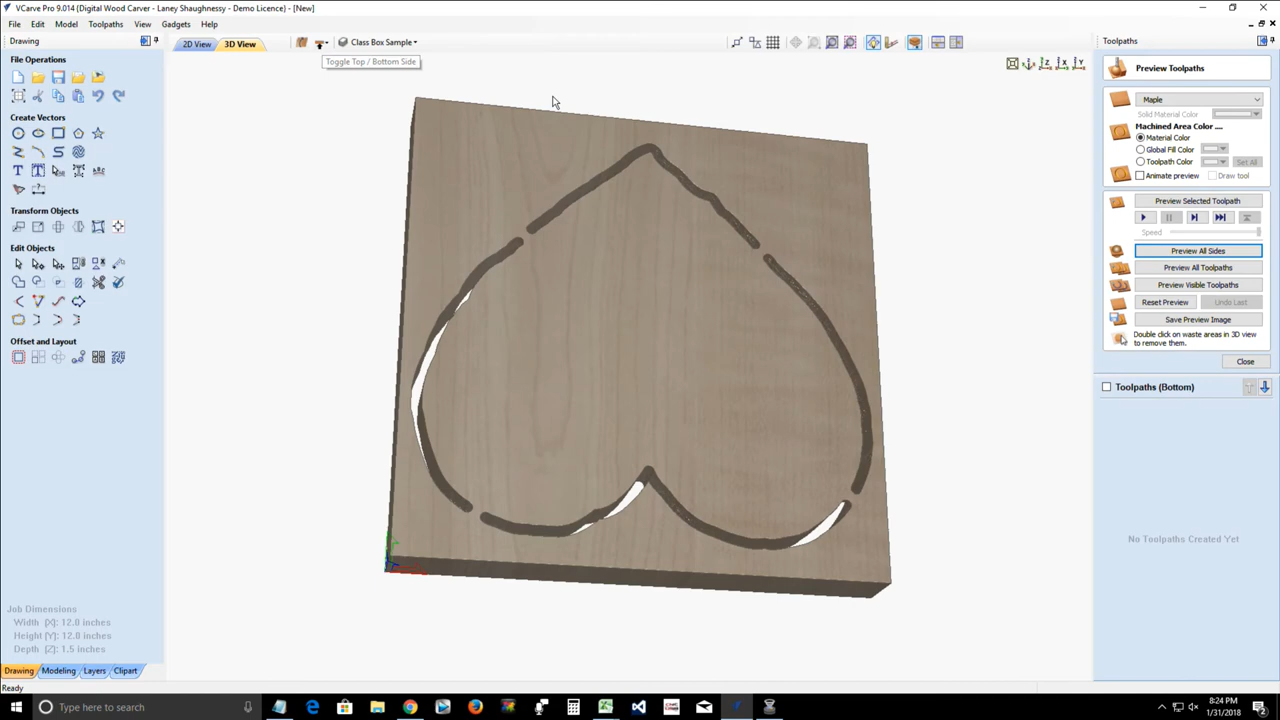 VCarve Pro 9.014 {Digital Wood Carver - Laney Shaughnessy - Demo Licence} - [New]
File Edit Model Toolpaths View Gadgets Help
Drawing
2D View 3D View Class Box Sample
Toolpaths
Toggle Top / Bottom Side
File Operations
Create Vectors
Transform Objects
Edit Objects
Offset and Layout
Job Dimensions
Width (X): 12.0 inches
Height (Y): 12.0 inches
Depth (Z): 1.5 inches
Drawing Modeling Layers Clipart
Ready
X Y Z
Preview Toolpaths
Maple
Solid Material Color
Machined Area Color ....
Material Color
Global Fill Color
Toolpath Color Set All
Animate preview Draw tool
Preview Selected Toolpath
Speed
Preview All Sides
Preview All Toolpaths
Preview Visible Toolpaths
Reset Preview Undo Last
Save Preview Image
Double click on waste areas in 3D view
to remove them.
Close
Toolpaths (Bottom)
No Toolpaths Created Yet
Type here to search
8:24 PM
1/31/2018
2